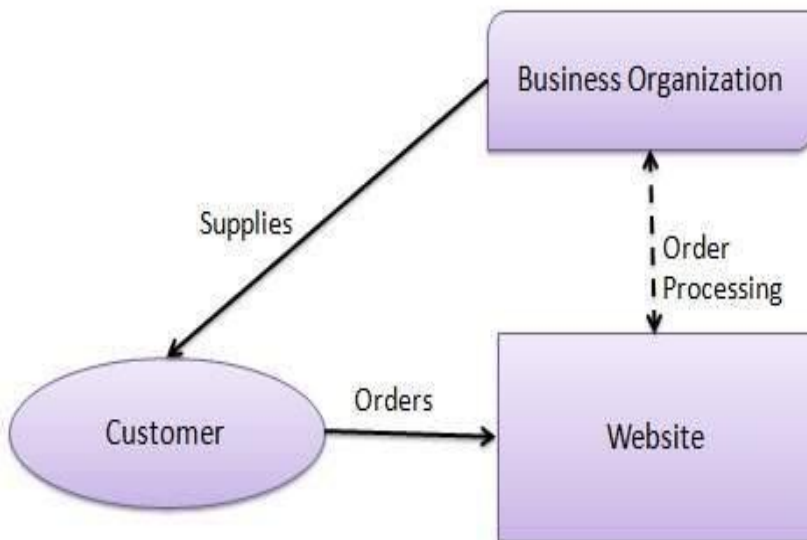 Business Organization
Supplies
Order
Processing
Orders
Customer
Website